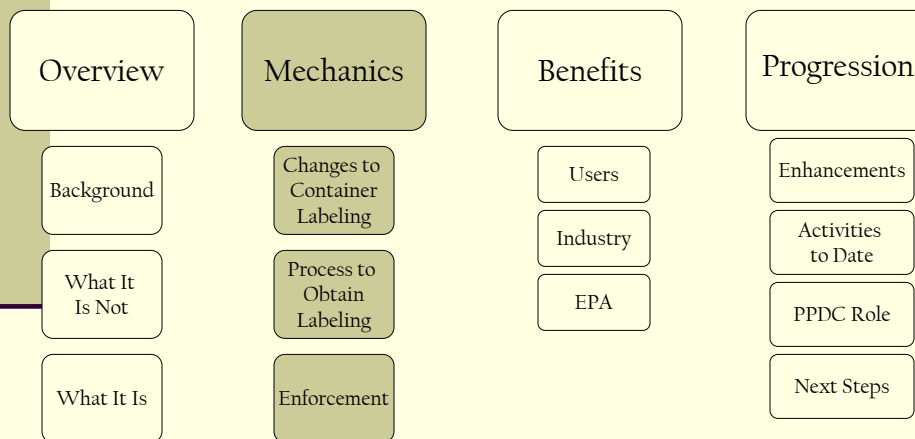 Overview
Background
What It
Is Not
What It Is
Mechanics
Changes to
Container
Labeling
Process to
Obtain
Labeling
Enforcement
Benefits
Users
Industry
EPA
Progression
Enhancements
Activities
to Date
PPDC Role
Next Steps